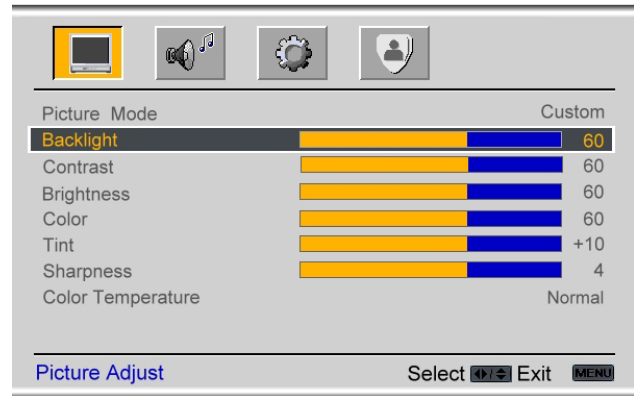 Picture Mode Custom
Backlight 60
Contrast 60
Brightness 60
Color 60
Tint +10
Sharpness 4
Color Temperature Normal
Picture Adjust Select Exit MENU